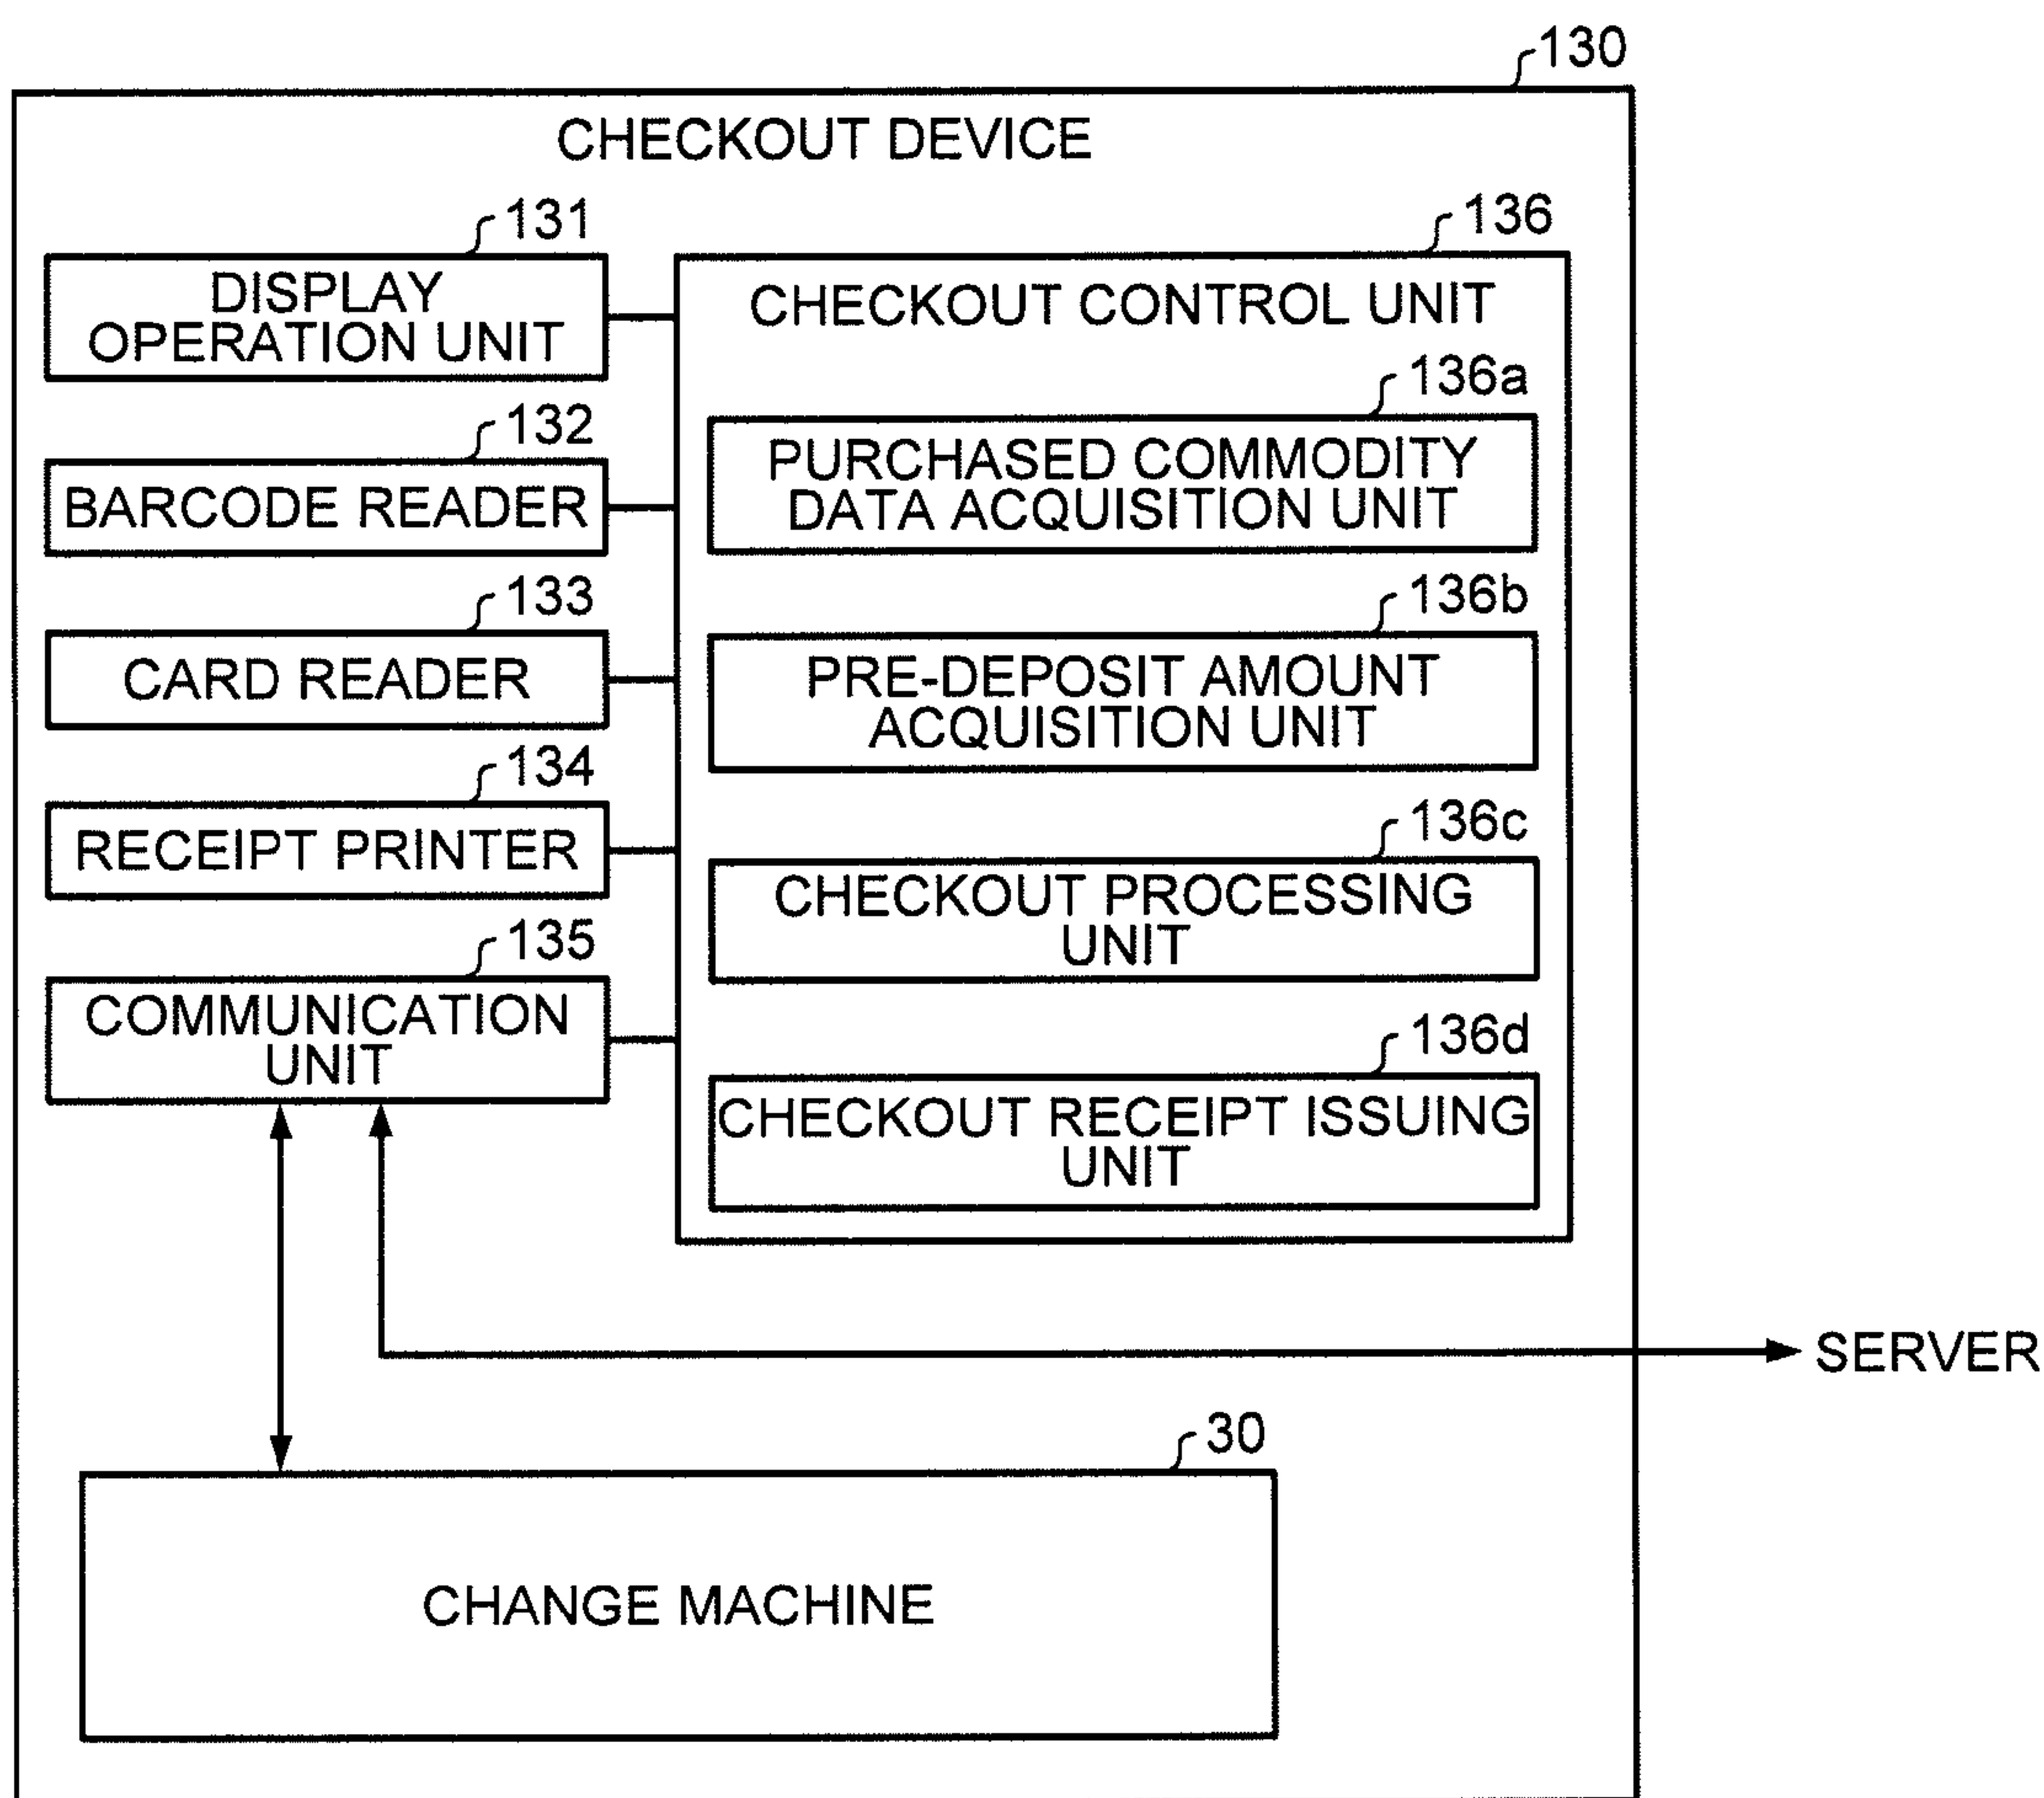 130
CHECKOUT DEVICE
131
DISPLAY
OPERATION UNIT
132
BARCODE READER
133
CARD READER
134
RECEIPT PRINTER
135
COMMUNICATION
UNIT
136
CHECKOUT CONTROL UNIT
136a
PURCHASED COMMODITY
DATA ACQUISITION UNIT
136b
PRE-DEPOSIT AMOUNT
ACQUISITION UNIT
136c
CHECKOUT PROCESSING
UNIT
136d
CHECKOUT RECEIPT ISSUING
UNIT
SERVER
30
CHANGE MACHINE